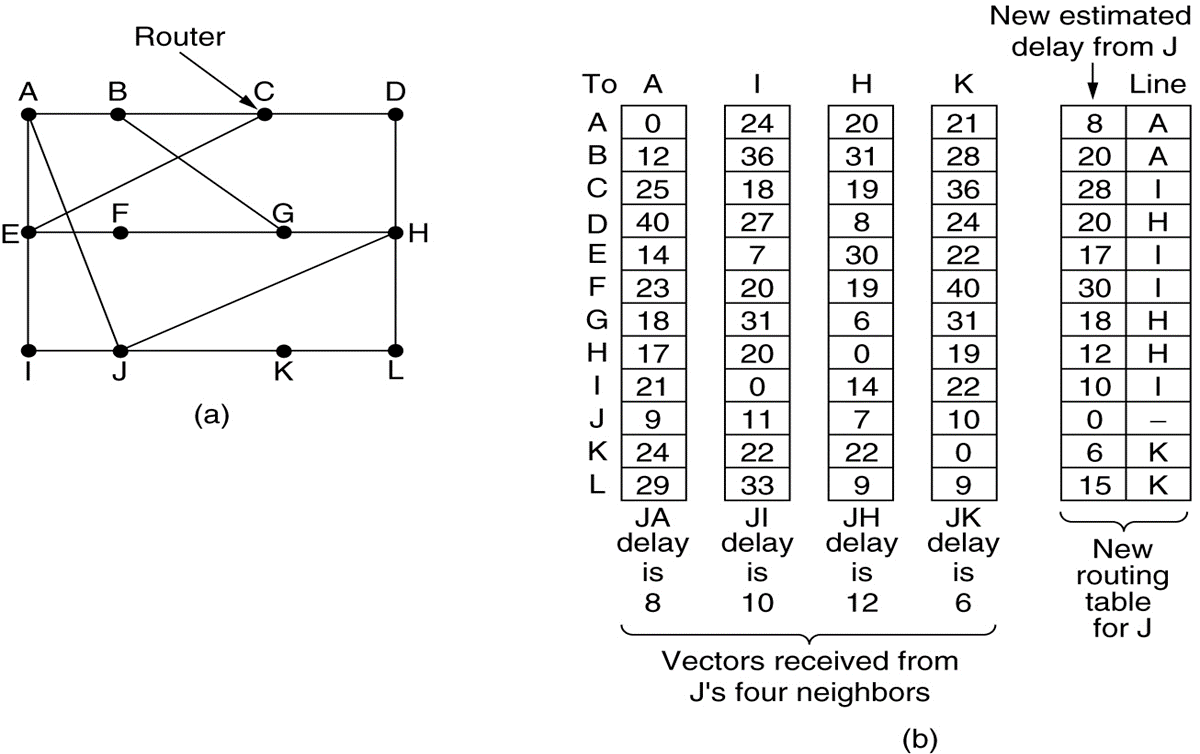 Router
A B C D
E F G H
I J K L
(a)
New estimated
delay from J
To A I H K Line
A 0 24 20 21 8 A
B 12 36 31 28 20 A
C 25 18 19 36 28 I
D 40 27 8 24 20 H
E 14 7 30 22 17 I
F 23 20 19 40 30 I
G 18 31 6 31 18 H
H 17 20 0 19 12 H
I 21 0 14 22 10 I
J 9 11 7 10 0 –
K 24 22 22 0 6 K
L 29 33 9 9 15 K
JA JI JH JK
delay delay delay delay
is is is is
8 10 12 6
New
routing
table
for J
Vectors received from
J's four neighbors
(b)